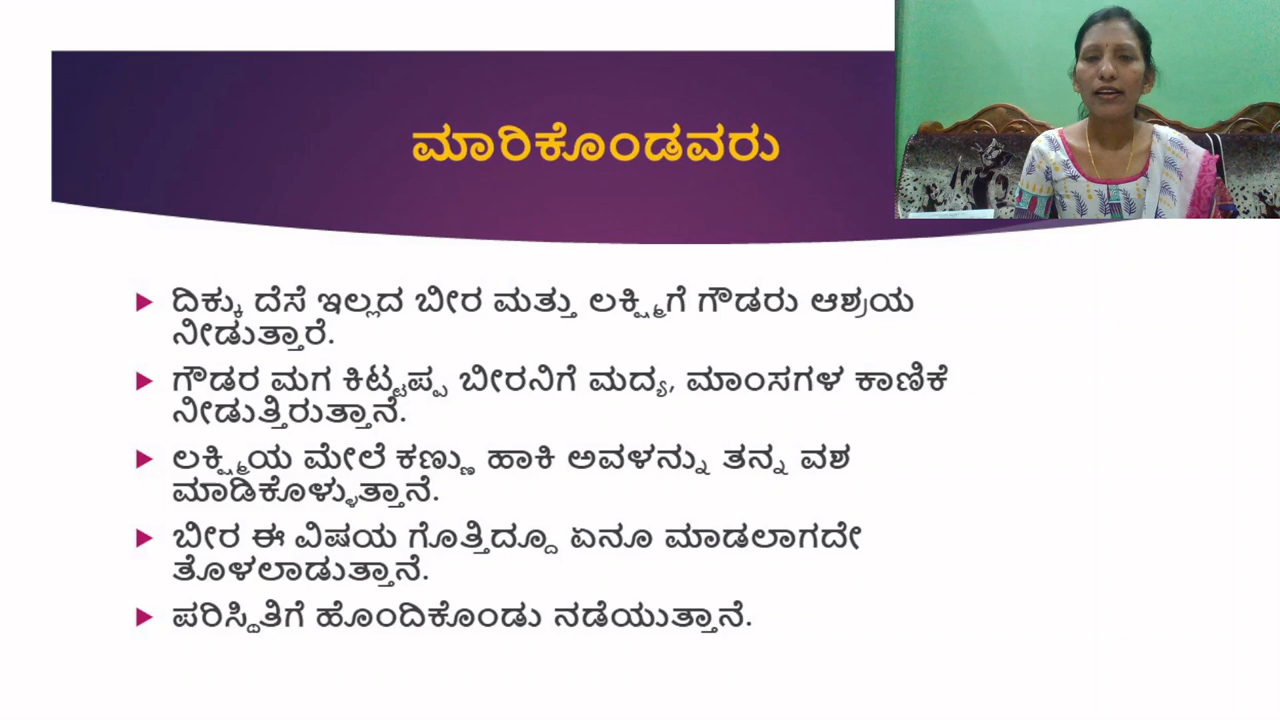 ಮಾರಿಕೊಂಡವರು
ದಿಕ್ಕು ದೆಸೆ ಇಲ್ಲದ ಬೀರ ಮತ್ತು ಲಕ್ಷ್ಮಿಗೆ ಗೌಡರು ಆಶ್ರಯ
ನೀಡುತ್ತಾರೆ.
ಗೌಡರ ಮಗ ಕಿಟ್ಟಪ್ಪ ಬೀರನಿಗೆ ಮದ್ಯ, ಮಾಂಸಗಳ ಕಾಣಿಕೆ
ನೀಡುತ್ತಿರುತ್ತಾನೆ.
ಲಕ್ಷ್ಮಿಯ ಮೇಲೆ ಕಣ್ಣು ಹಾಕಿ ಅವಳನ್ನು ತನ್ನ ವಶ
ಮಾಡಿಕೊಳ್ಳುತ್ತಾನೆ.
ಬೀರ ಈ ವಿಷಯ ಗೊತ್ತಿದ್ದೂ ಏನೂ ಮಾಡಲಾಗದೇ
ತೊಳಲಾಡುತ್ತಾನೆ.
ಪರಿಸ್ಥಿತಿಗೆ ಹೊಂದಿಕೊಂಡು ನಡೆಯುತ್ತಾನೆ.